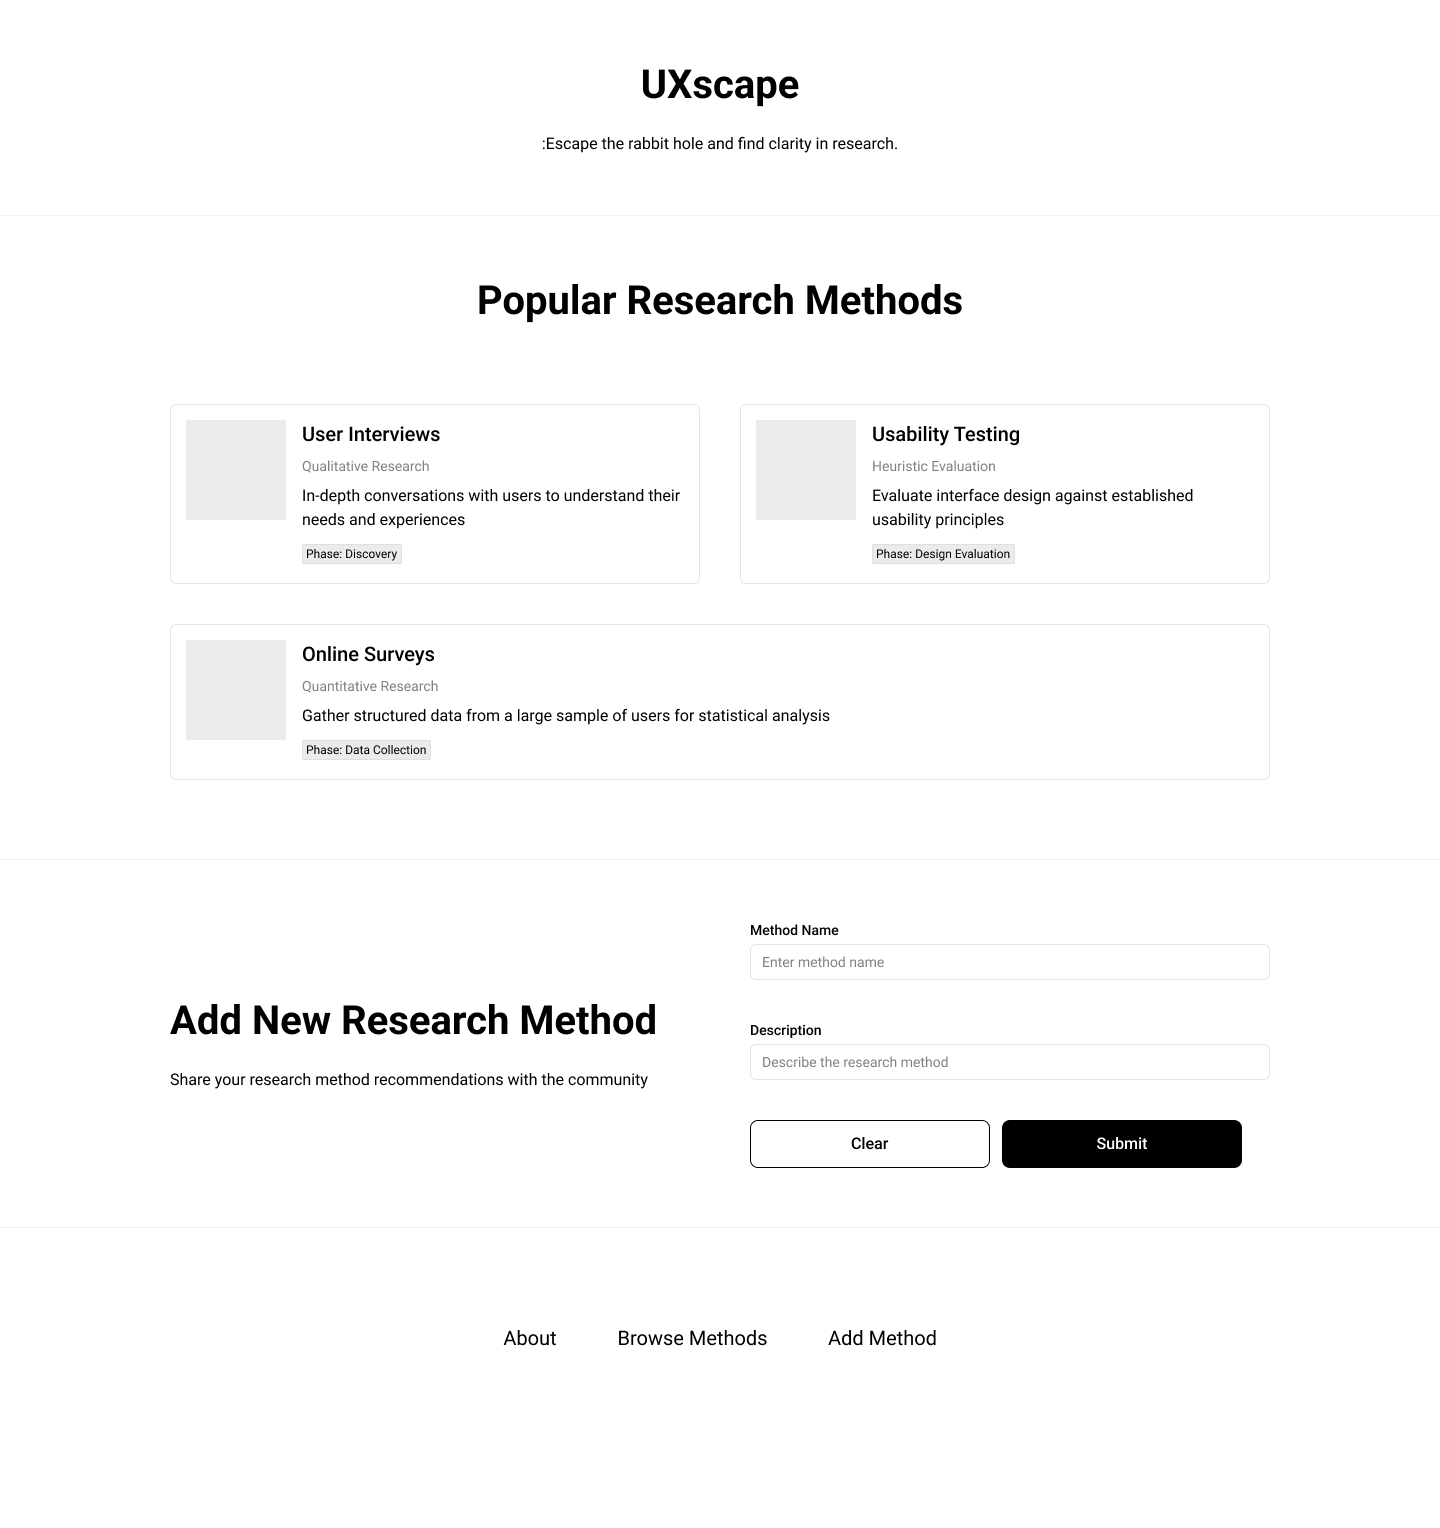 UXscape
:Escape the rabbit hole and find clarity in research.
Popular Research Methods
User Interviews
Qualitative Research
In-depth conversations with users to understand their
needs and experiences
Phase: Discovery
Usability Testing
Heuristic Evaluation
Evaluate interface design against established
usability principles
Phase: Design Evaluation
Online Surveys
Quantitative Research
Gather structured data from a large sample of users for statistical analysis
Phase: Data Collection
Add New Research Method
Share your research method recommendations with the community
Method Name
Enter method name
Description
Describe the research method
Clear
Submit
About
Browse Methods
Add Method